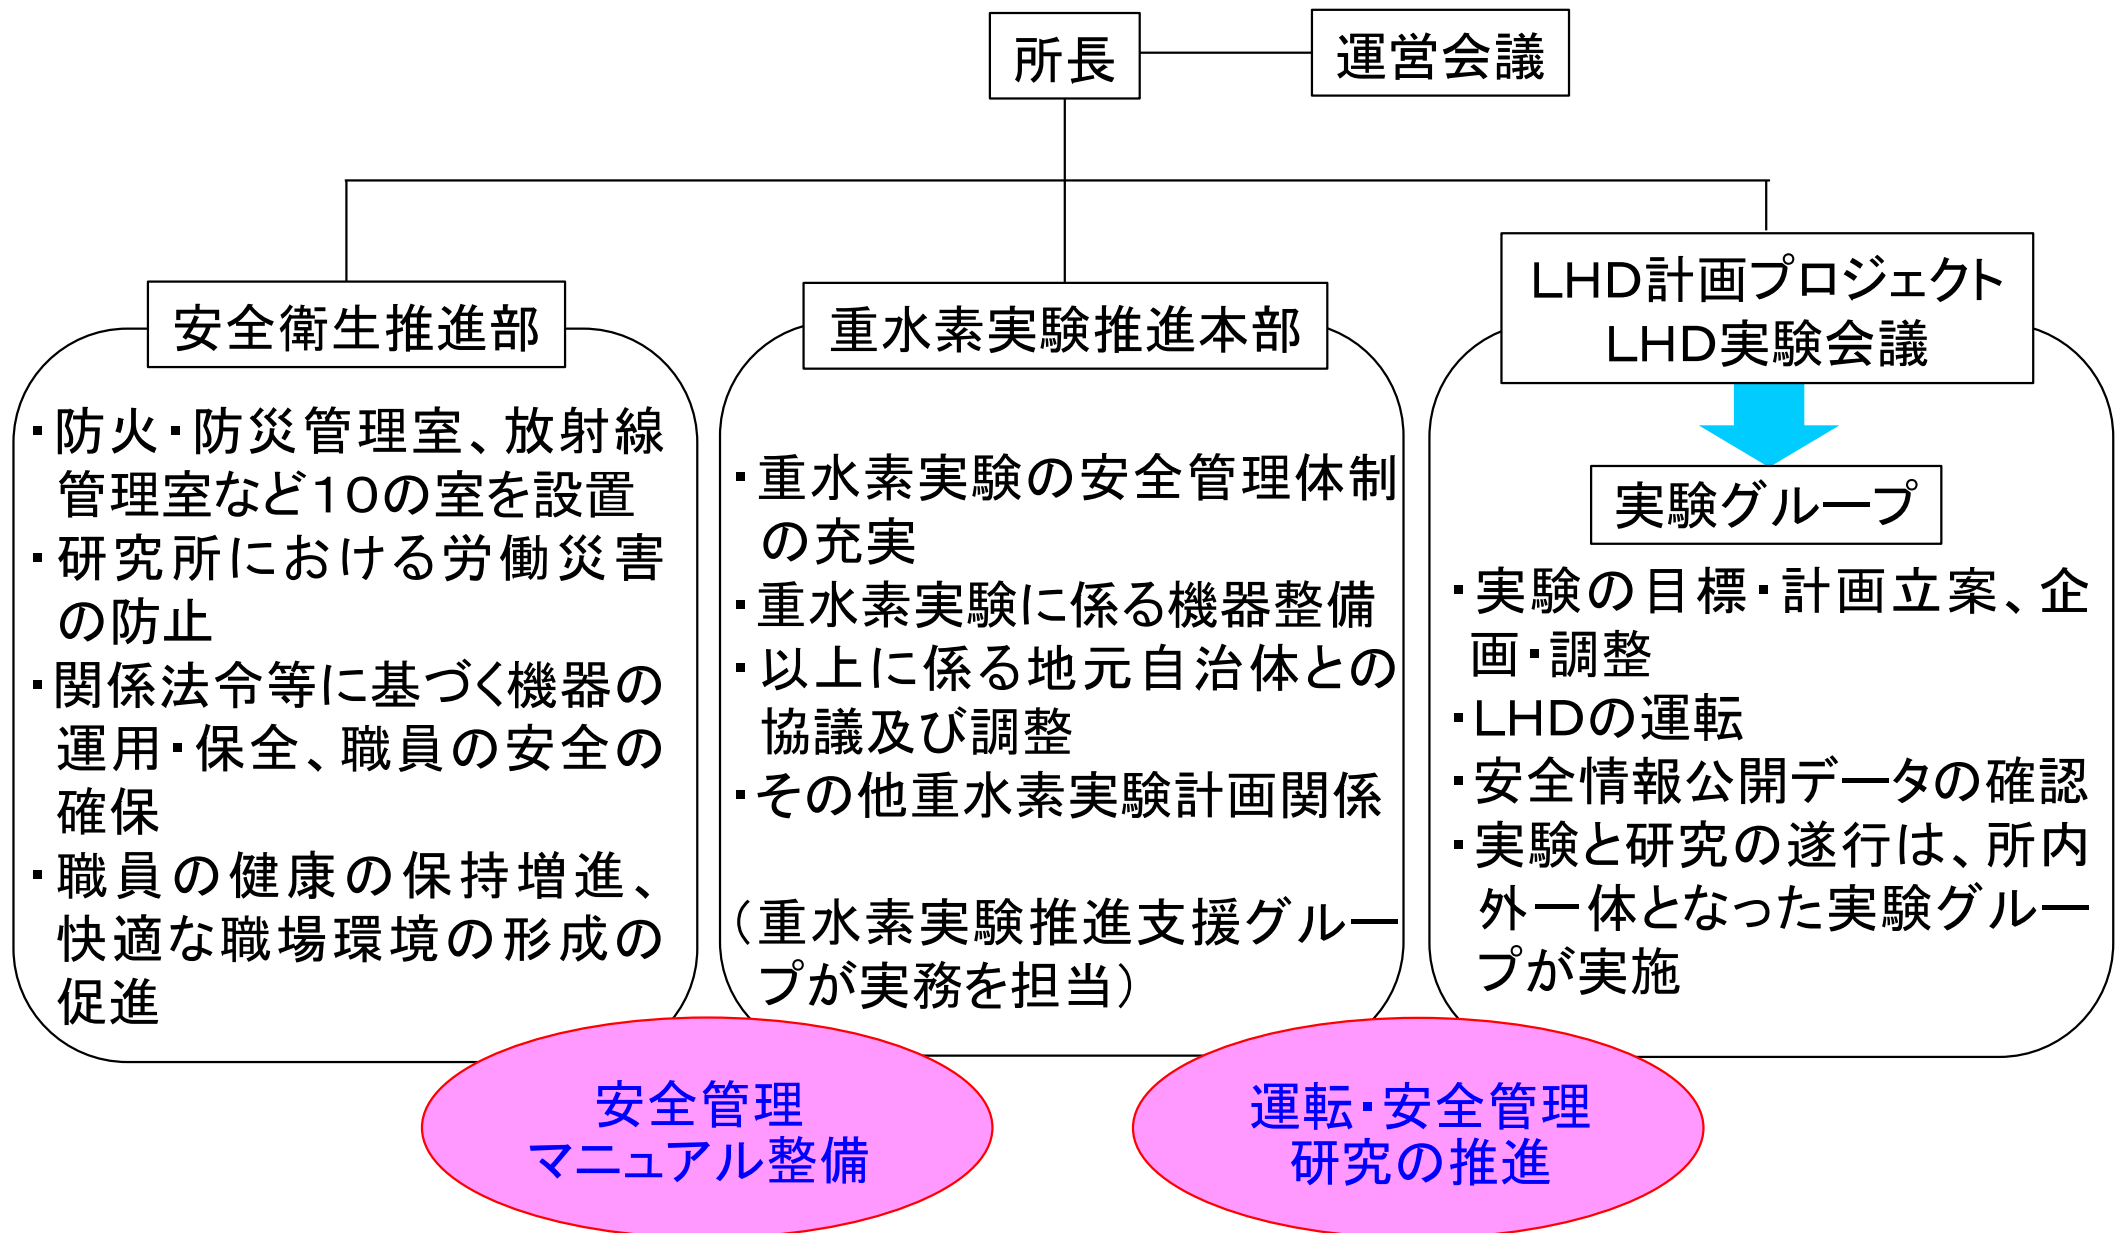 所長
運営会議
安全衛生推進部
・防火・防災管理室、放射線
管理室など10の室を設置
・研究所における労働災害
の防止
・関係法令等に基づく機器の
運用・保全、職員の安全の
確保
・職員の健康の保持増進、
快適な職場環境の形成の
促進
重水素実験推進本部
・重水素実験の安全管理体制
の充実
・重水素実験に係る機器整備
・以上に係る地元自治体との
協議及び調整
・その他重水素実験計画関係
（重水素実験推進支援グルー
プが実務を担当）
LHD計画プロジェクト
LHD実験会議
実験グループ
・実験の目標・計画立案、企
画・調整
・LHDの運転
・安全情報公開データの確認
・実験と研究の遂行は、所内
外一体となった実験グルー
プが実施
安全管理
マニュアル整備
運転・安全管理
研究の推進